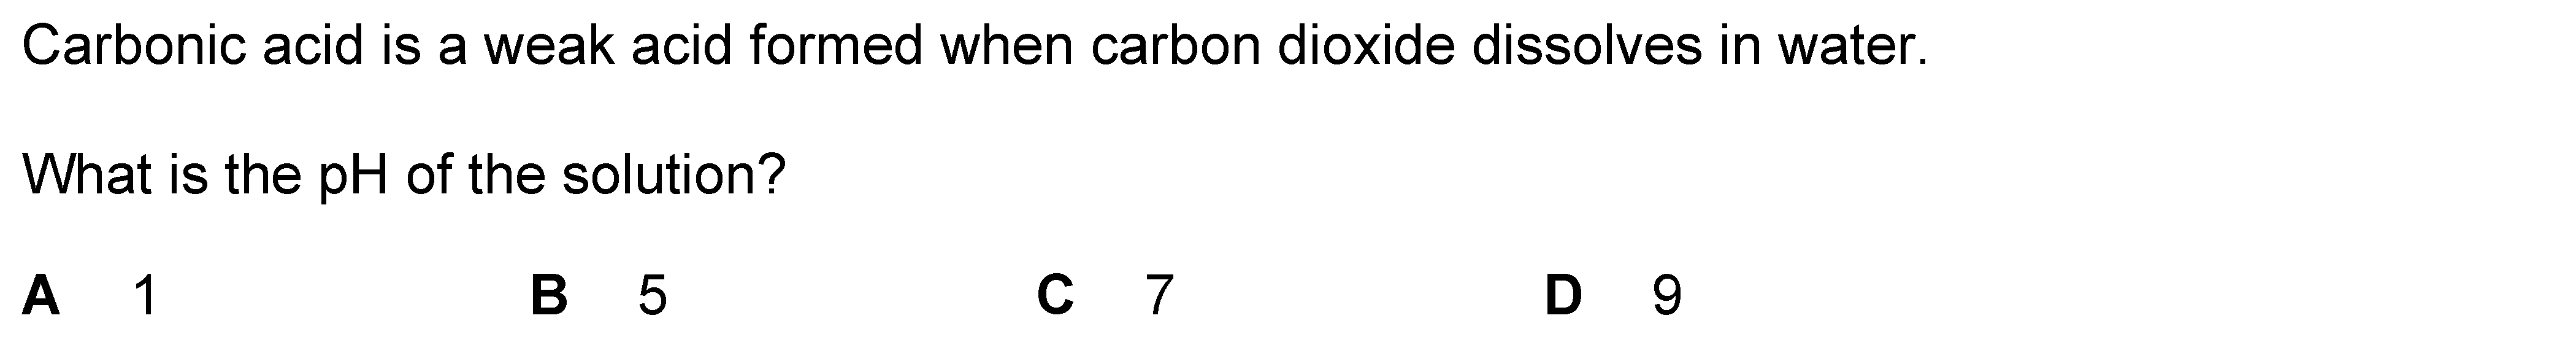 Carbonic acid is a weak acid formed when carbon dioxide dissolves in water.
What is the pH of the solution?
A 1 B 5 C 7 D 9